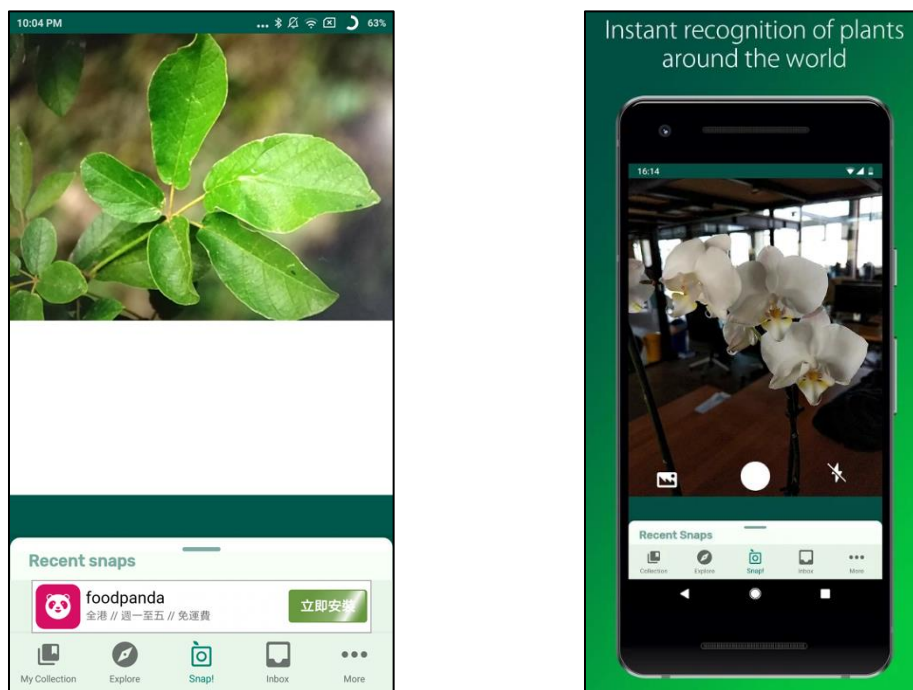 10:04 PM
63%
Recent snaps
foodpanda
全港 // 週一至五 // 免運費
立即安裝
My Collection
Explore
Snap!
Inbox
More
Instant recognition of plants
around the world
16:14
Recent Snaps
Collection
Explore
Snap!
Inbox
More